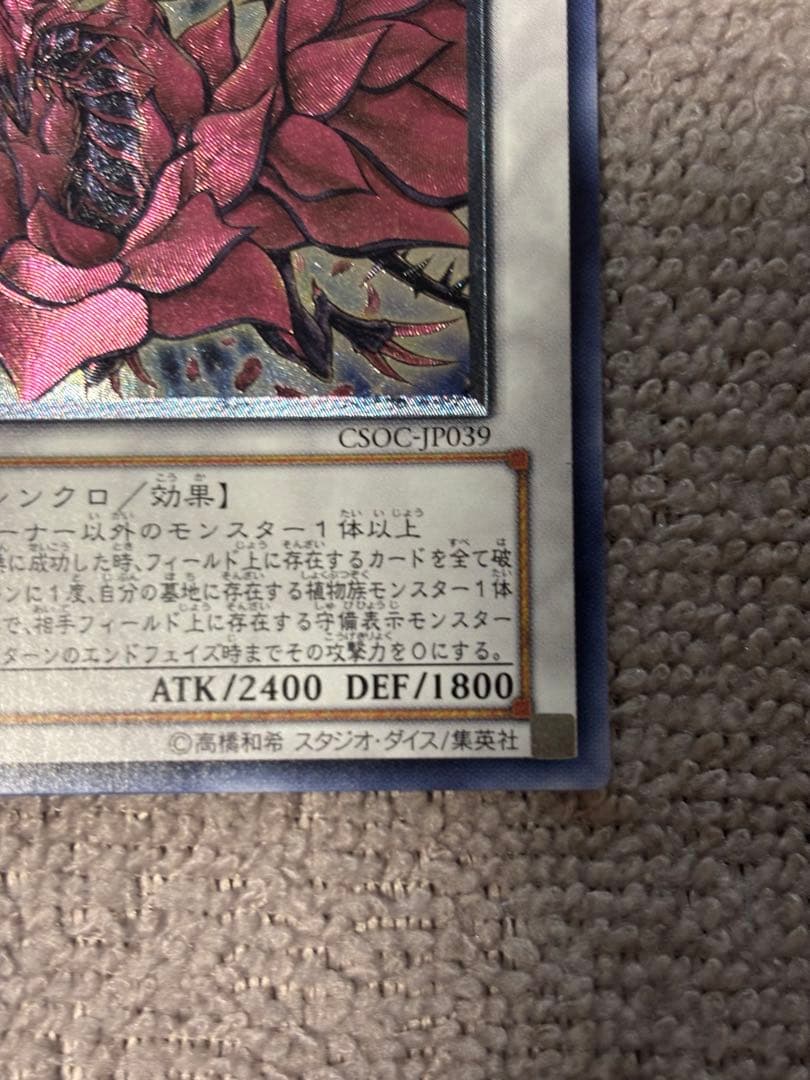 CSOC-JP039
シンクロ／効果】
ーナー以外のモンスター1体以上
に成功した時、フィールド上に存在するカードを全て破
ンに1度、自分の墓地に存在する植物族モンスター1体
で、相手フィールド上に存在する守備表示モンスター
ターンのエンドフェイズ時までその攻撃力を0にする。
ATK/2400 DEF/1800
©高橋和希 スタジオ・ダイス/集英社